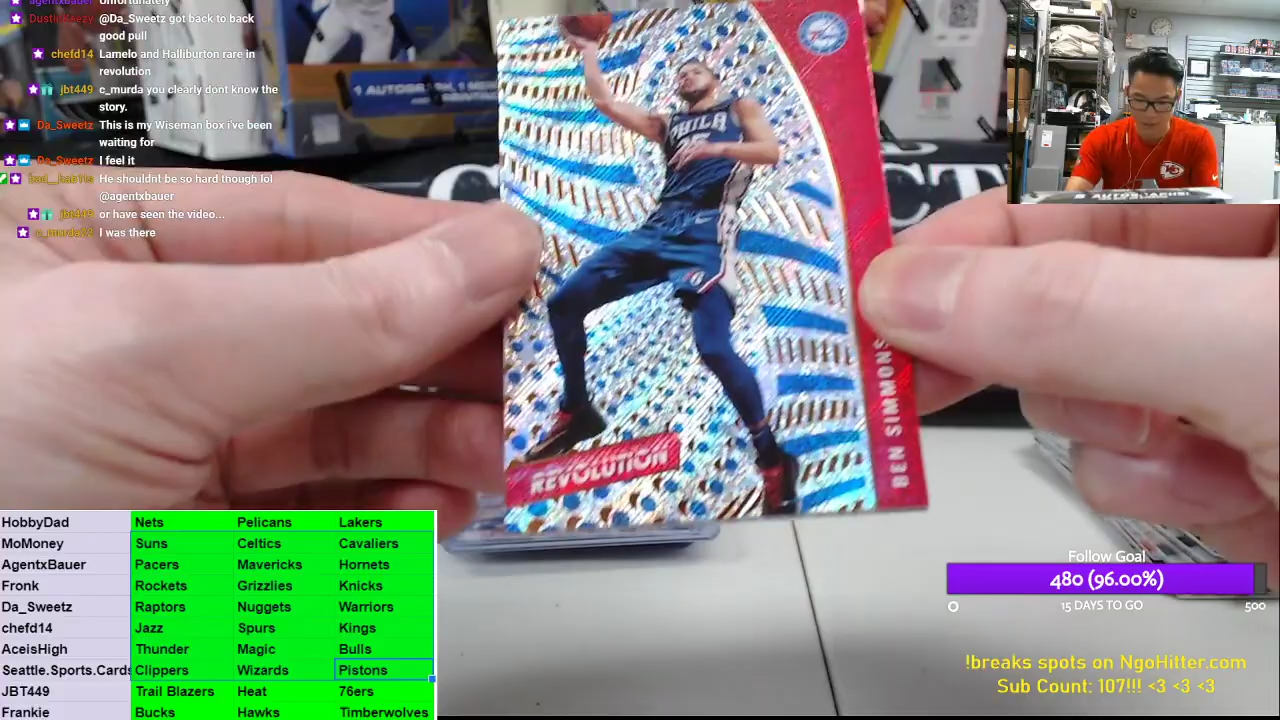 @Da_Sweetz got back to back
good pull
chefd14 Lamelo and Halliburton rare in
revolution
jbt449 c_murda you clearly dont know the
story.
Da_Sweetz This is my Wiseman box i've been
waiting for
Da_Sweetz I feel it
He shouldnt be so hard though lol
@agentxbauer
jbt449 or have seen the video...
I was there
PHILA
REVOLUTION
BEN SIMMONS
HobbyDad Nets Pelicans Lakers
MoMoney Suns Celtics Cavaliers
AgentxBauer Pacers Mavericks Hornets
Fronk Rockets Grizzlies Knicks
Da_Sweetz Raptors Nuggets Warriors
chefd14 Jazz Spurs Kings
AceisHigh Thunder Magic Bulls
Seattle.Sports.Cards Clippers Wizards Pistons
JBT449 Trail Blazers Heat 76ers
Frankie Bucks Hawks Timberwolves
Follow Goal
480 (96.00%)
0 15 DAYS TO GO 500
!breaks spots on NgoHitter.com
Sub Count: 107!!! <3 <3 <3